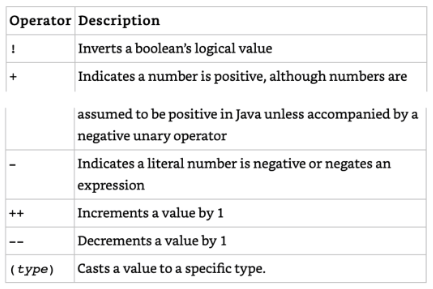 Operator Description
! Inverts a boolean’s logical value
+ Indicates a number is positive, although numbers are
assumed to be positive in Java unless accompanied by a
negative unary operator
- Indicates a literal number is negative or negates an
expression
++ Increments a value by 1
-- Decrements a value by 1
(type) Casts a value to a specific type.